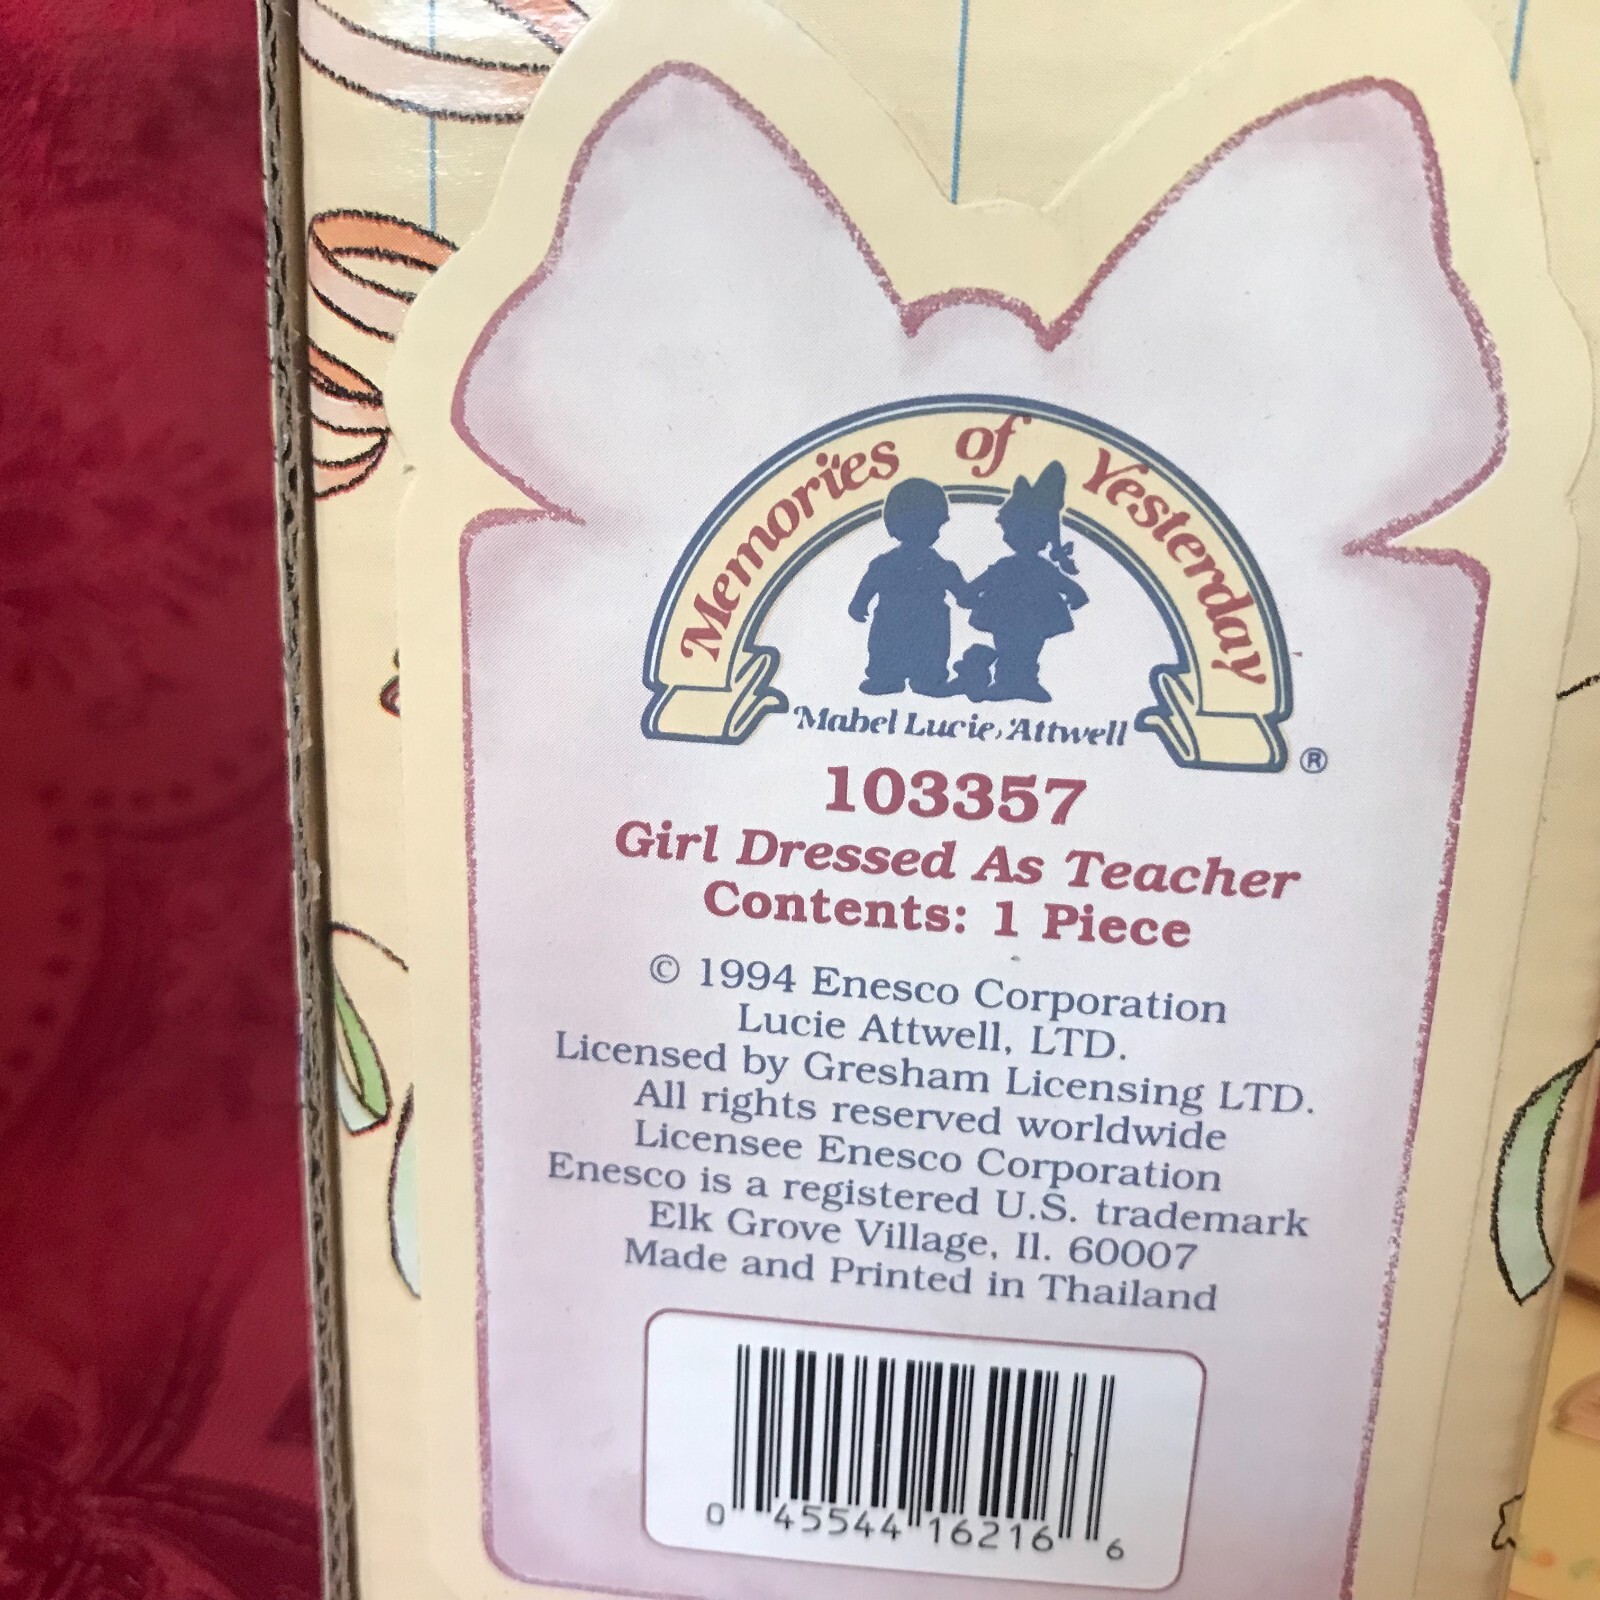 Memories of Yesterday
Mabel Lucie Attwell ®
103357
Girl Dressed As Teacher
Contents: 1 Piece
© 1994 Enesco Corporation
Lucie Attwell, LTD.
Licensed by Gresham Licensing LTD.
All rights reserved worldwide
Licensee Enesco Corporation
Enesco is a registered U.S. trademark
Elk Grove Village, Il. 60007
Made and Printed in Thailand
0 45544 16216 6